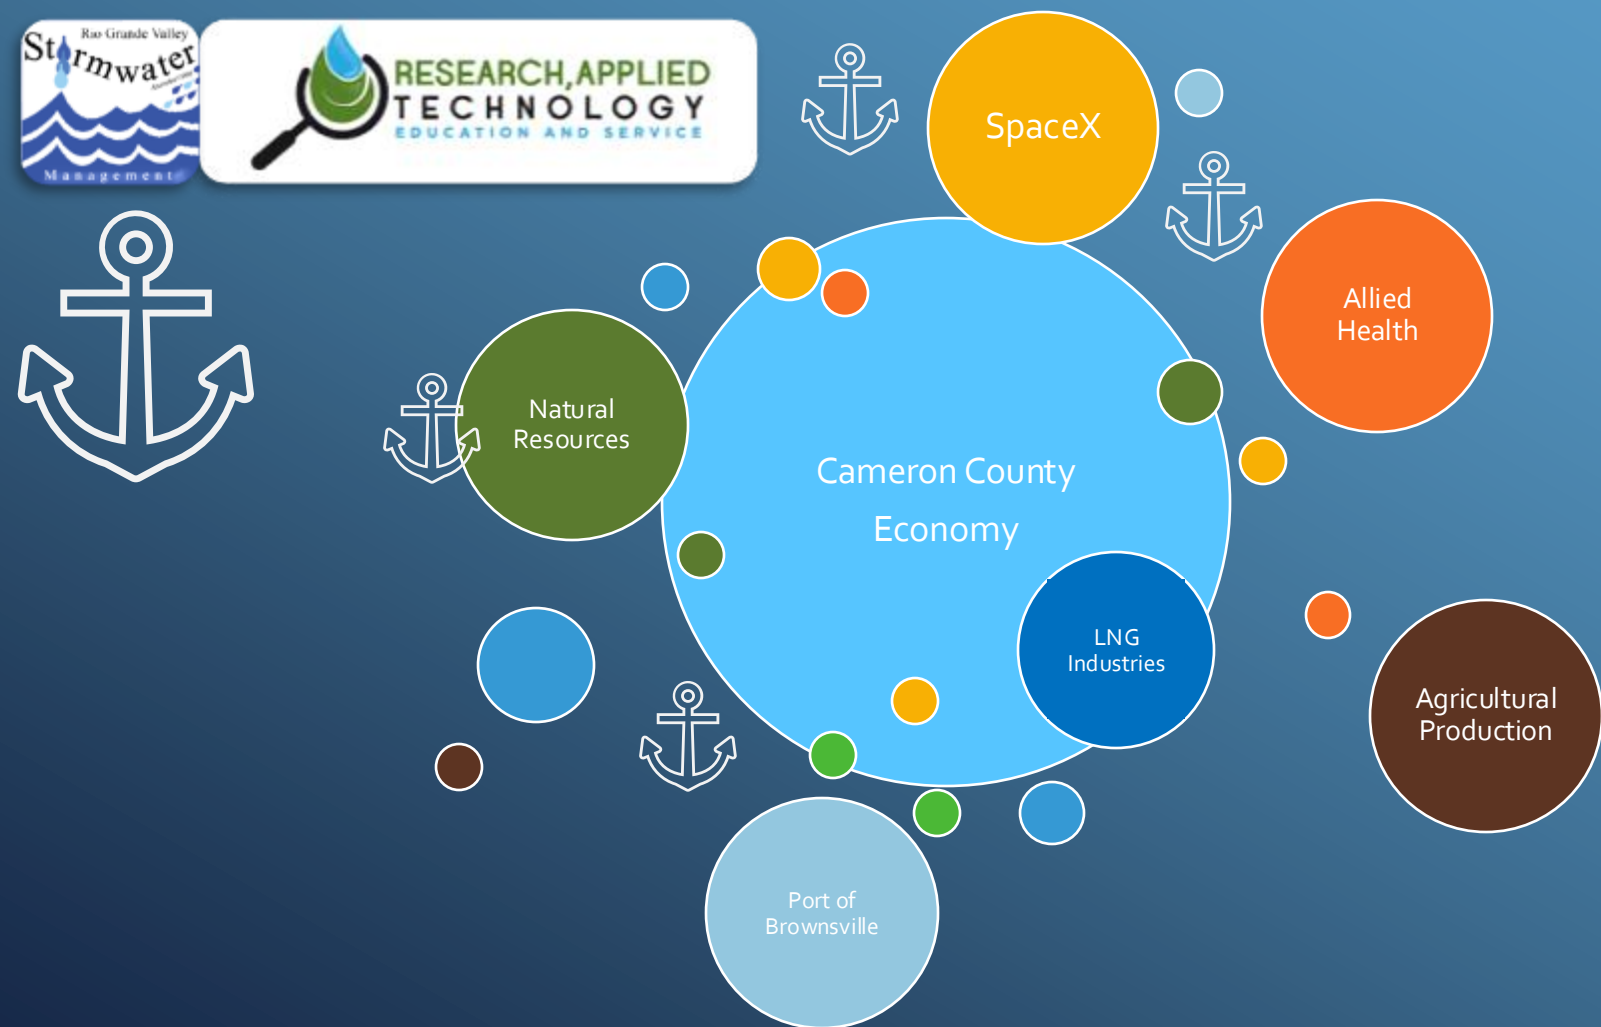 Rio Grande Valley
Stormwater
Management
RESEARCH, APPLIED
TECHNOLOGY
EDUCATION AND SERVICE
SpaceX
Allied
Health
Natural
Resources
Cameron County
Economy
LNG
Industries
Agricultural
Production
Port of
Brownsville